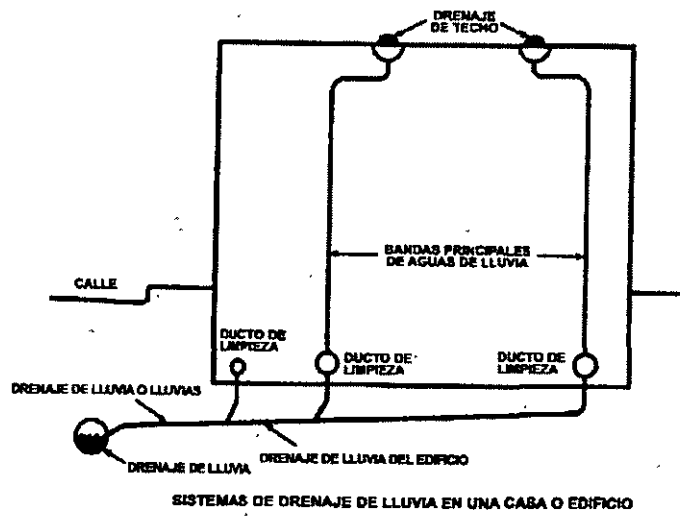 DRENAJE
DE TECHO
BANDAS PRINCIPALES
DE AGUAS DE LLUVIA
CALLE
DUCTO DE
LIMPIEZA
DUCTO DE
LIMPIEZA
DUCTO DE
LIMPIEZA
DRENAJE DE LLUVIA O LLUVIAS
DRENAJE DE LLUVIA
DRENAJE DE LLUVIA DEL EDIFICIO
SISTEMAS DE DRENAJE DE LLUVIA EN UNA CASA O EDIFICIO